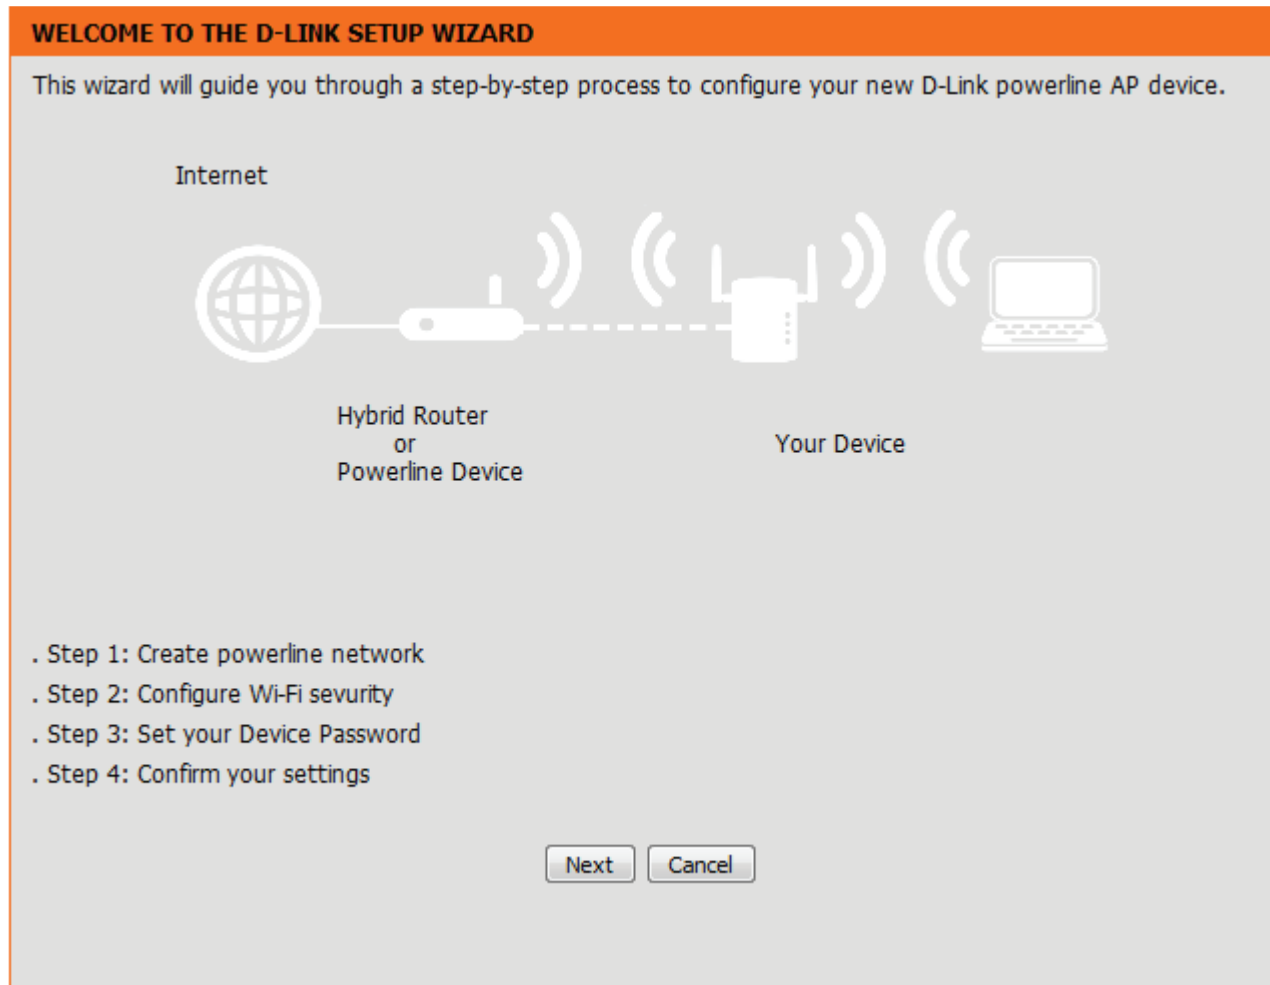 WELCOME TO THE D-LINK SETUP WIZARD
This wizard will guide you through a step-by-step process to configure your new D-Link powerline AP device.
Internet
Hybrid Router
or
Powerline Device
Your Device
. Step 1: Create powerline network
. Step 2: Configure Wi-Fi sevurity
. Step 3: Set your Device Password
. Step 4: Confirm your settings
Next Cancel